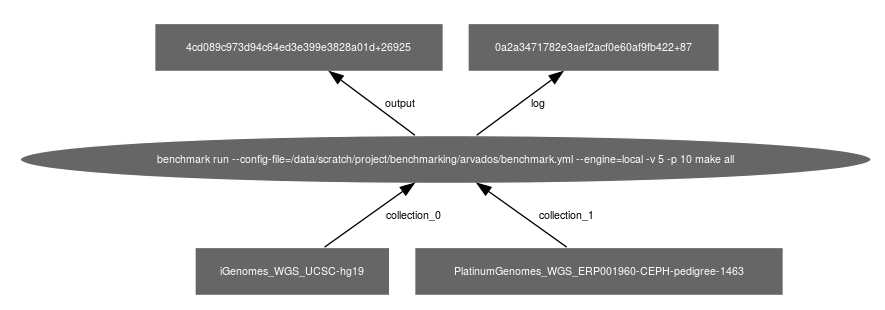 4cd089c973d94c64ed3e399e3828a01d+26925
0a2a3471782e3aef2acf0e60af9fb422+87
output
log
benchmark run --config-file=/data/scratch/project/benchmarking/arvados/benchmark.yml --engine=local -v 5 -p 10 make all
collection_0
collection_1
iGenomes_WGS_UCSC-hg19
PlatinumGenomes_WGS_ERP001960-CEPH-pedigree-1463